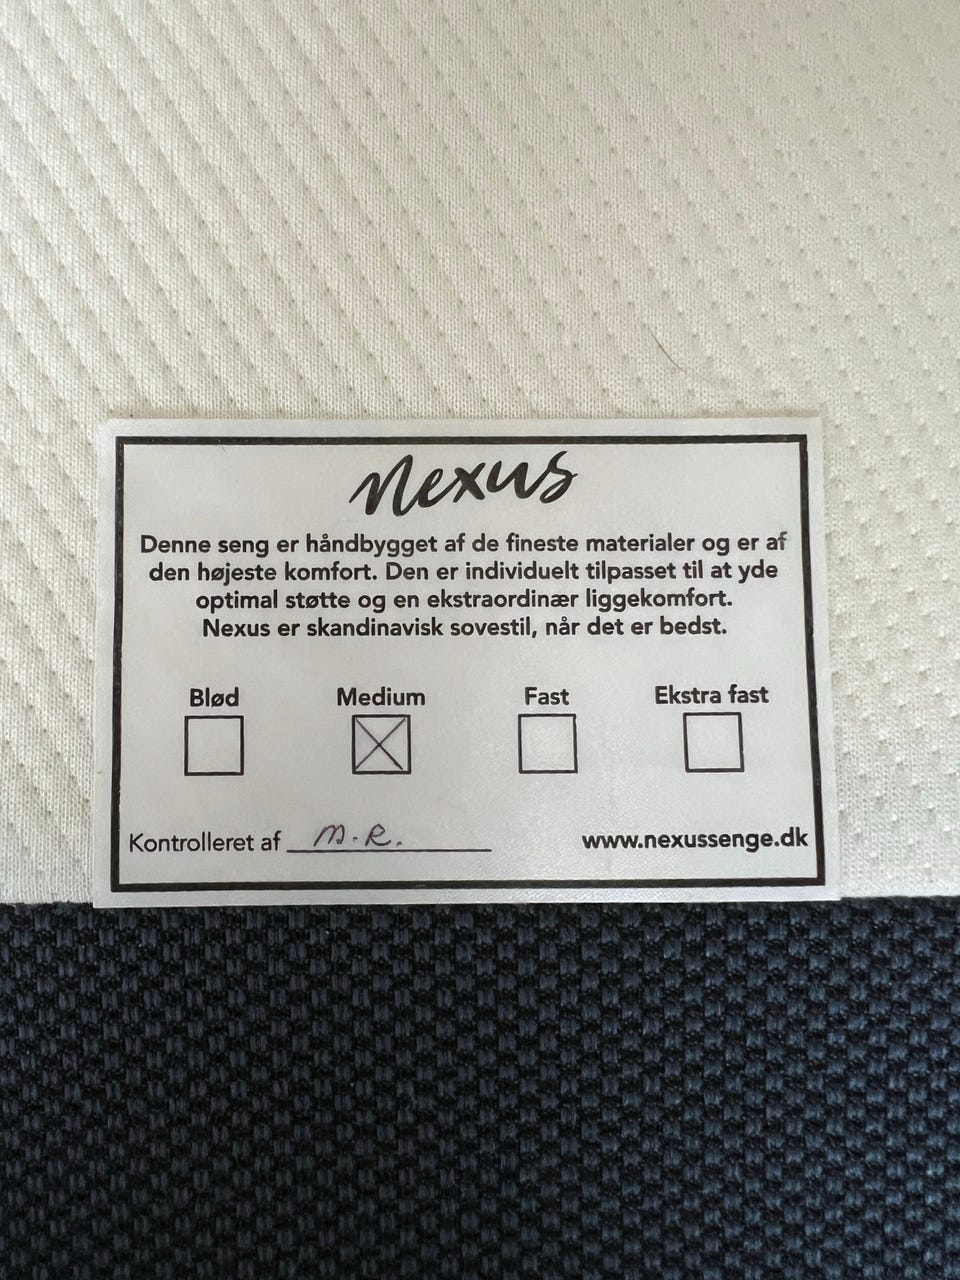 nexus
Denne seng er håndbygget af de fineste materialer og er af
den højeste komfort. Den er individuelt tilpasset til at yde
optimal støtte og en ekstraordinær liggekomfort.
Nexus er skandinavisk sovestil, når det er bedst.
Blød Medium Fast Ekstra fast
Kontrolleret af M.R. www.nexussenge.dk